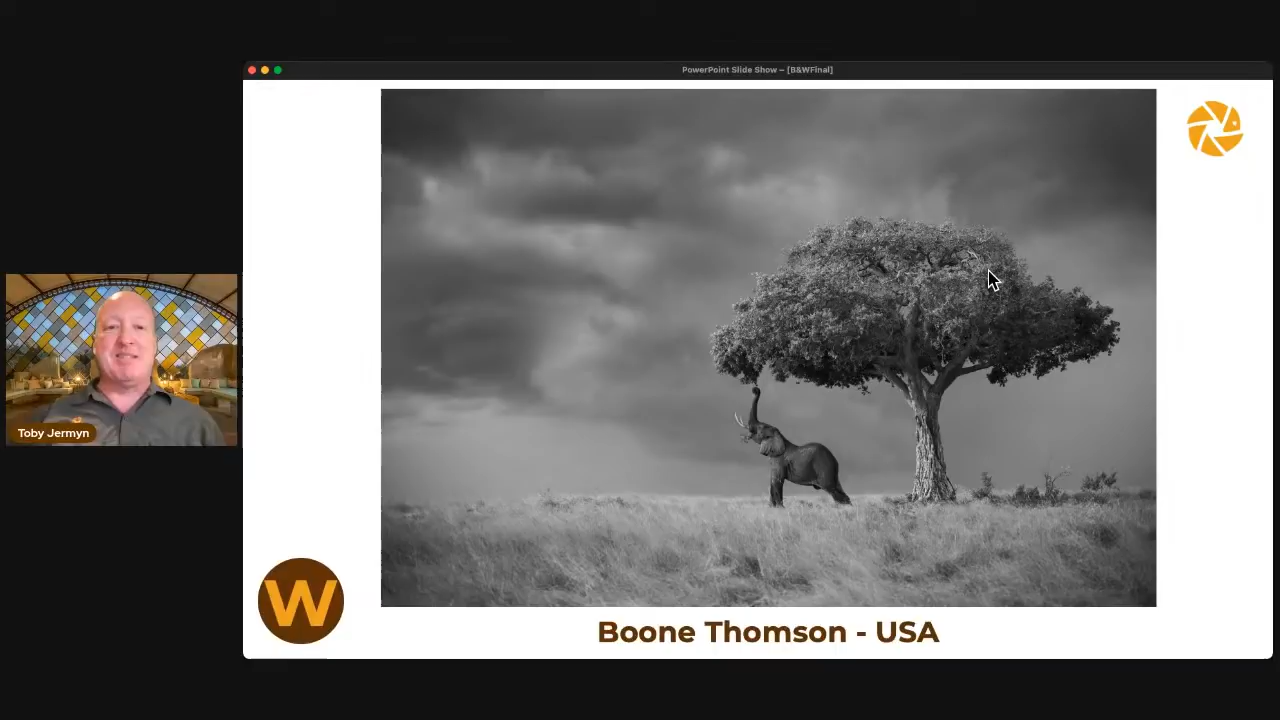 PowerPoint Slide Show – [B&WFinal]
Toby Jermyn
W
Boone Thomson - USA